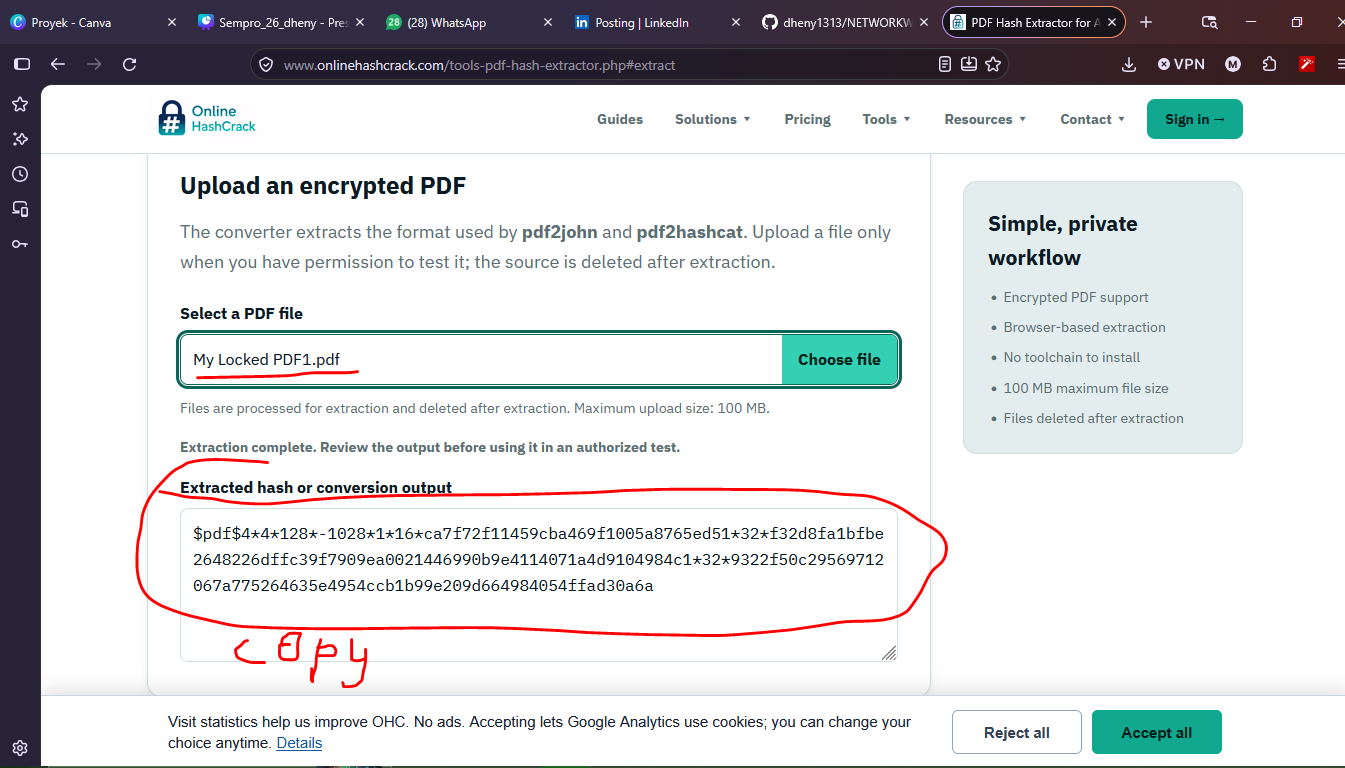 Proyek - Canva
Sempro_26_dheny - Pres
28 (28) WhatsApp
in Posting | LinkedIn
dheny1313/NETWORKW
PDF Hash Extractor for A
www.onlinehashcrack.com/tools-pdf-hash-extractor.php#extract
VPN
M
Online
HashCrack
Guides
Solutions
Pricing
Tools
Resources
Contact
Sign in →
Upload an encrypted PDF
The converter extracts the format used by pdf2john and pdf2hashcat. Upload a file only
when you have permission to test it; the source is deleted after extraction.
Select a PDF file
My Locked PDF1.pdf
Choose file
Files are processed for extraction and deleted after extraction. Maximum upload size: 100 MB.
Extraction complete. Review the output before using it in an authorized test.
Extracted hash or conversion output
$pdf$4*4*128*-1028*1*16*ca7f72f11459cba469f1005a8765ed51*32*f32d8fa1bfbe
2648226dffc39f7909ea0021446990b9e4114071a4d9104984c1*32*9322f50c29569712
067a775264635e4954ccb1b99e209d664984054ffad30a6a
copy
Simple, private
workflow
• Encrypted PDF support
• Browser-based extraction
• No toolchain to install
• 100 MB maximum file size
• Files deleted after extraction
Visit statistics help us improve OHC. No ads. Accepting lets Google Analytics use cookies; you can change your
choice anytime. Details
Reject all
Accept all